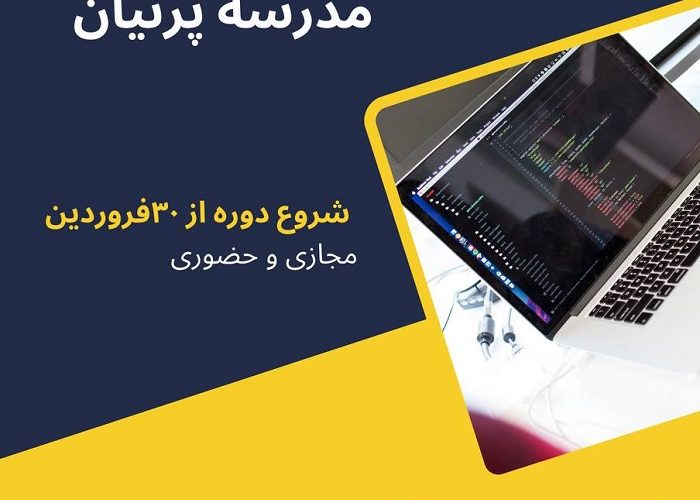 مدرسه پرنیان
شروع دوره از ۳۰فروردین
مجازی و حضوری